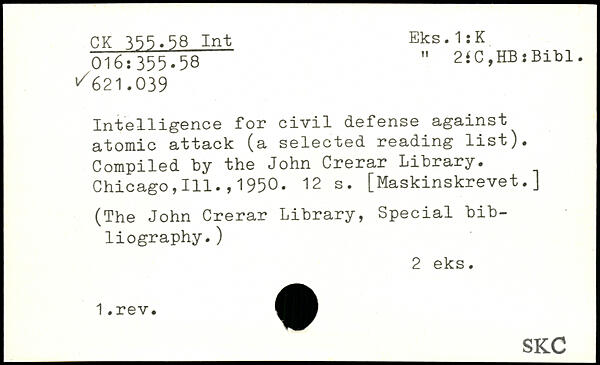 CK 355.58 Int Eks.1:K
016:355.58 " 2:C,HB:Bibl.
✓621.039
Intelligence for civil defense against
atomic attack (a selected reading list).
Compiled by the John Crerar Library.
Chicago,Ill.,1950. 12 s. [Maskinskrevet.]
(The John Crerar Library, Special bib-
liography.)
2 eks.
1.rev.
SKC